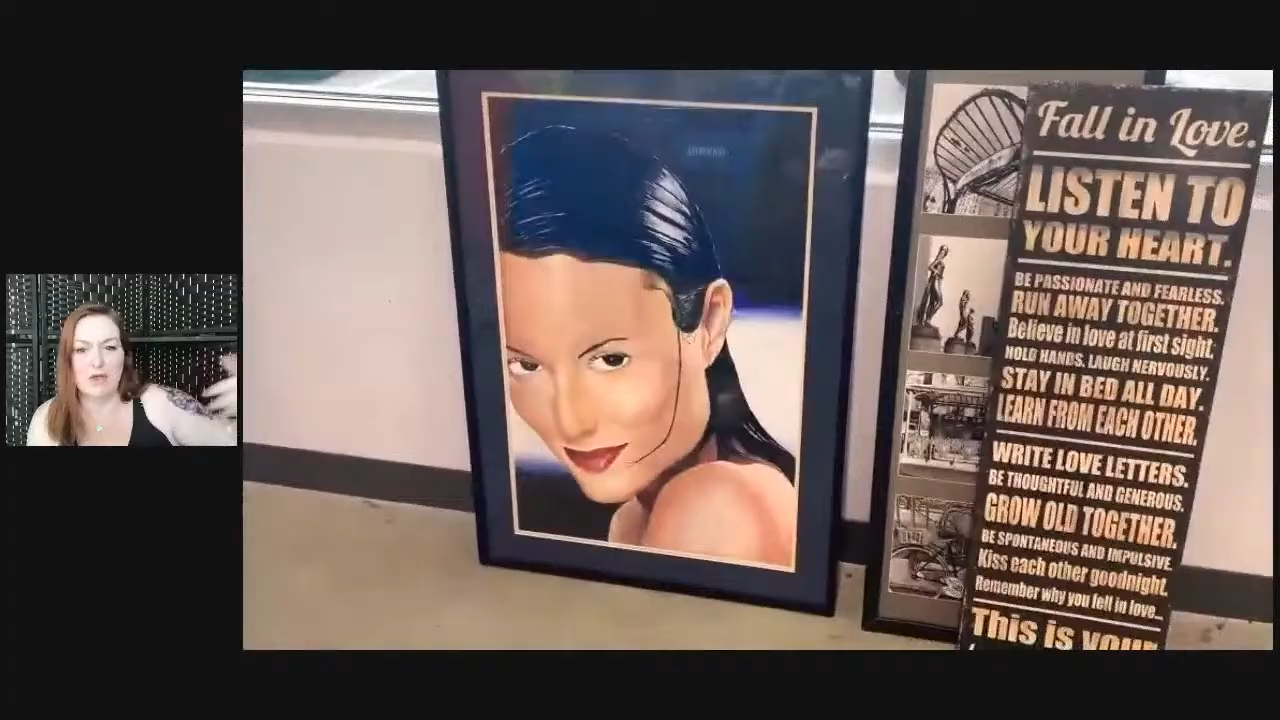 Fall in Love.
LISTEN TO
YOUR HEART.
BE PASSIONATE AND FEARLESS.
RUN AWAY TOGETHER.
Believe in love at first sight.
HOLD HANDS. LAUGH NERVOUSLY.
STAY IN BED ALL DAY.
LEARN FROM EACH OTHER.
WRITE LOVE LETTERS.
BE THOUGHTFUL AND GENEROUS.
GROW OLD TOGETHER.
BE SPONTANEOUS AND IMPULSIVE.
Kiss each other goodnight.
Remember why you fell in love...
This is your